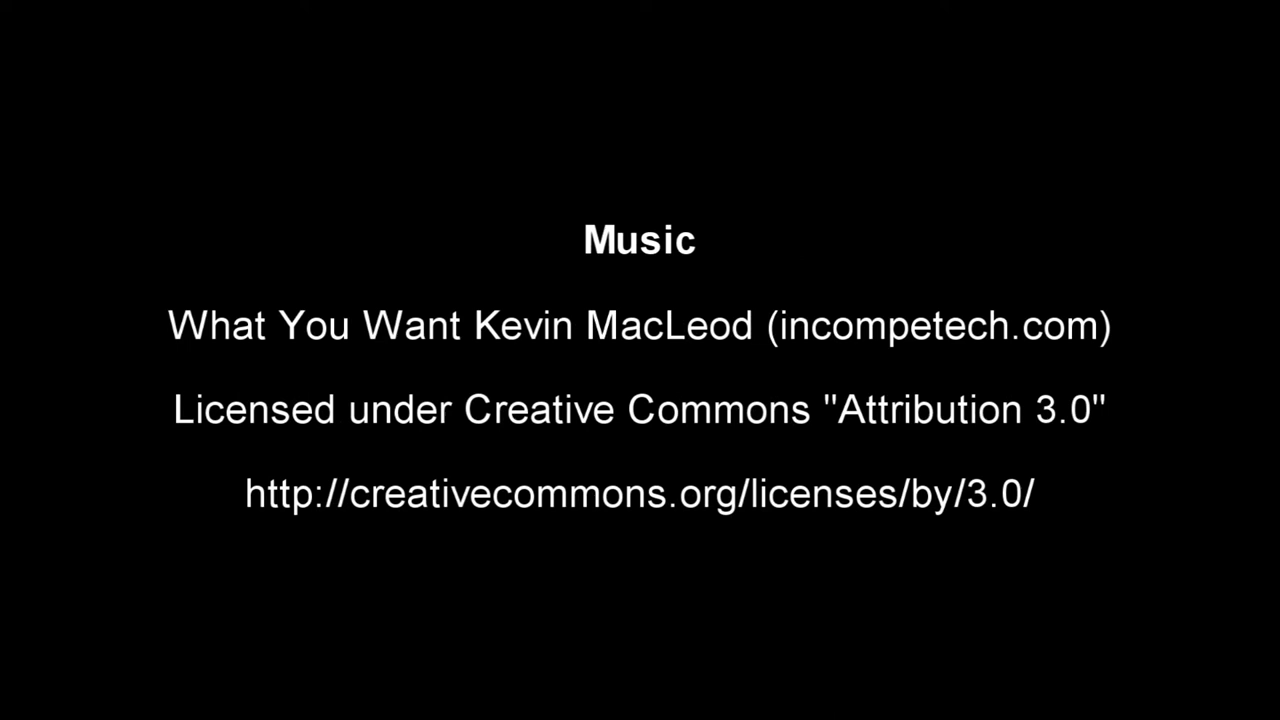 Music
What You Want Kevin MacLeod (incompetech.com)
Licensed under Creative Commons "Attribution 3.0"
http://creativecommons.org/licenses/by/3.0/